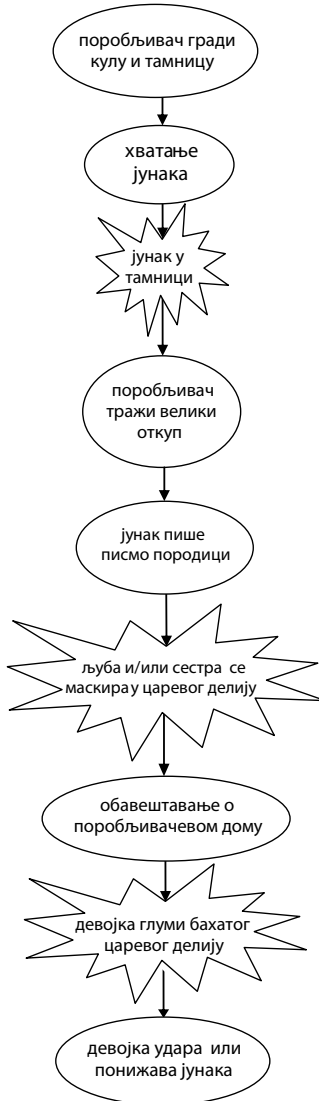 поробљивач гради
кулу и тамницу
хватање
јунака
јунак у
тамници
поробљивач
тражи велики
откуп
јунак пише
писмо породици
љуба и/или сестра се
маскира у царевог делију
обавештавање о
поробљивачевом дому
девојка глуми бахатог
царевог делију
девојка удара или
понижава јунака